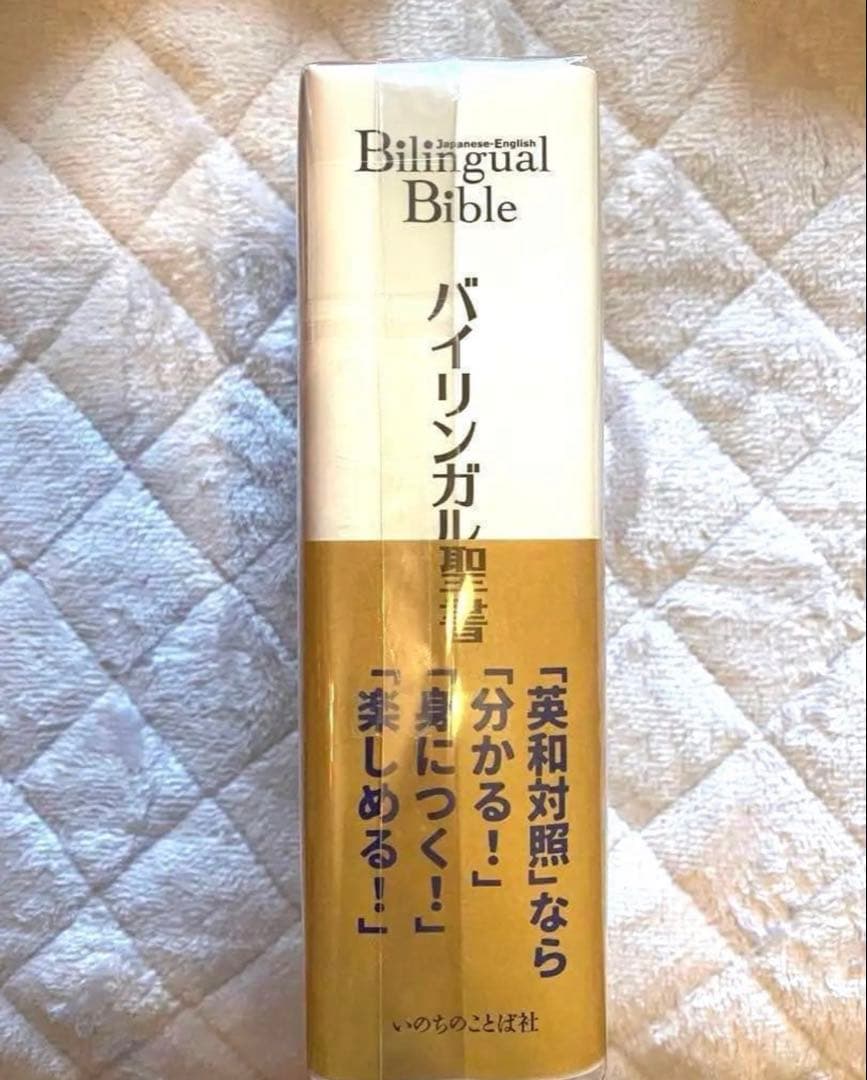 Japanese-English
Bilingual
Bible
バイリンガル聖書
「英和対照」なら
「分かる！」
「身につく！」
「楽しめる！」
いのちのことば社